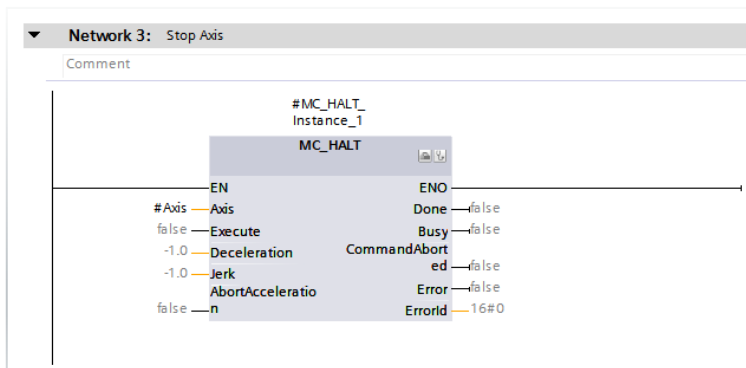 Network 3: Stop Axis
Comment
#MC_HALT_
Instance_1
MC_HALT
EN ENO
#Axis Axis Done false
false Execute Busy false
-1.0 Deceleration CommandAbort
ed false
-1.0 Jerk
AbortAcceleratio Error false
false n ErrorId 16#0